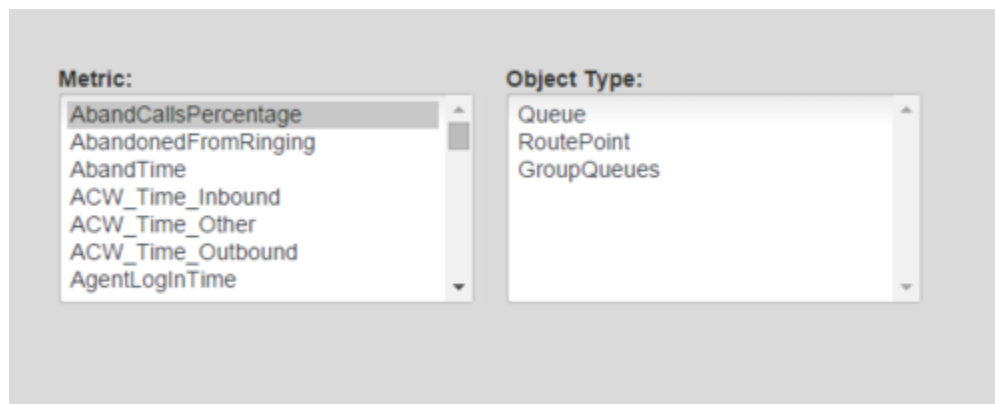 Metric:
AbandCallsPercentage
AbandonedFromRinging
AbandTime
ACW_Time_Inbound
ACW_Time_Other
ACW_Time_Outbound
AgentLogInTime
Object Type:
Queue
RoutePoint
GroupQueues